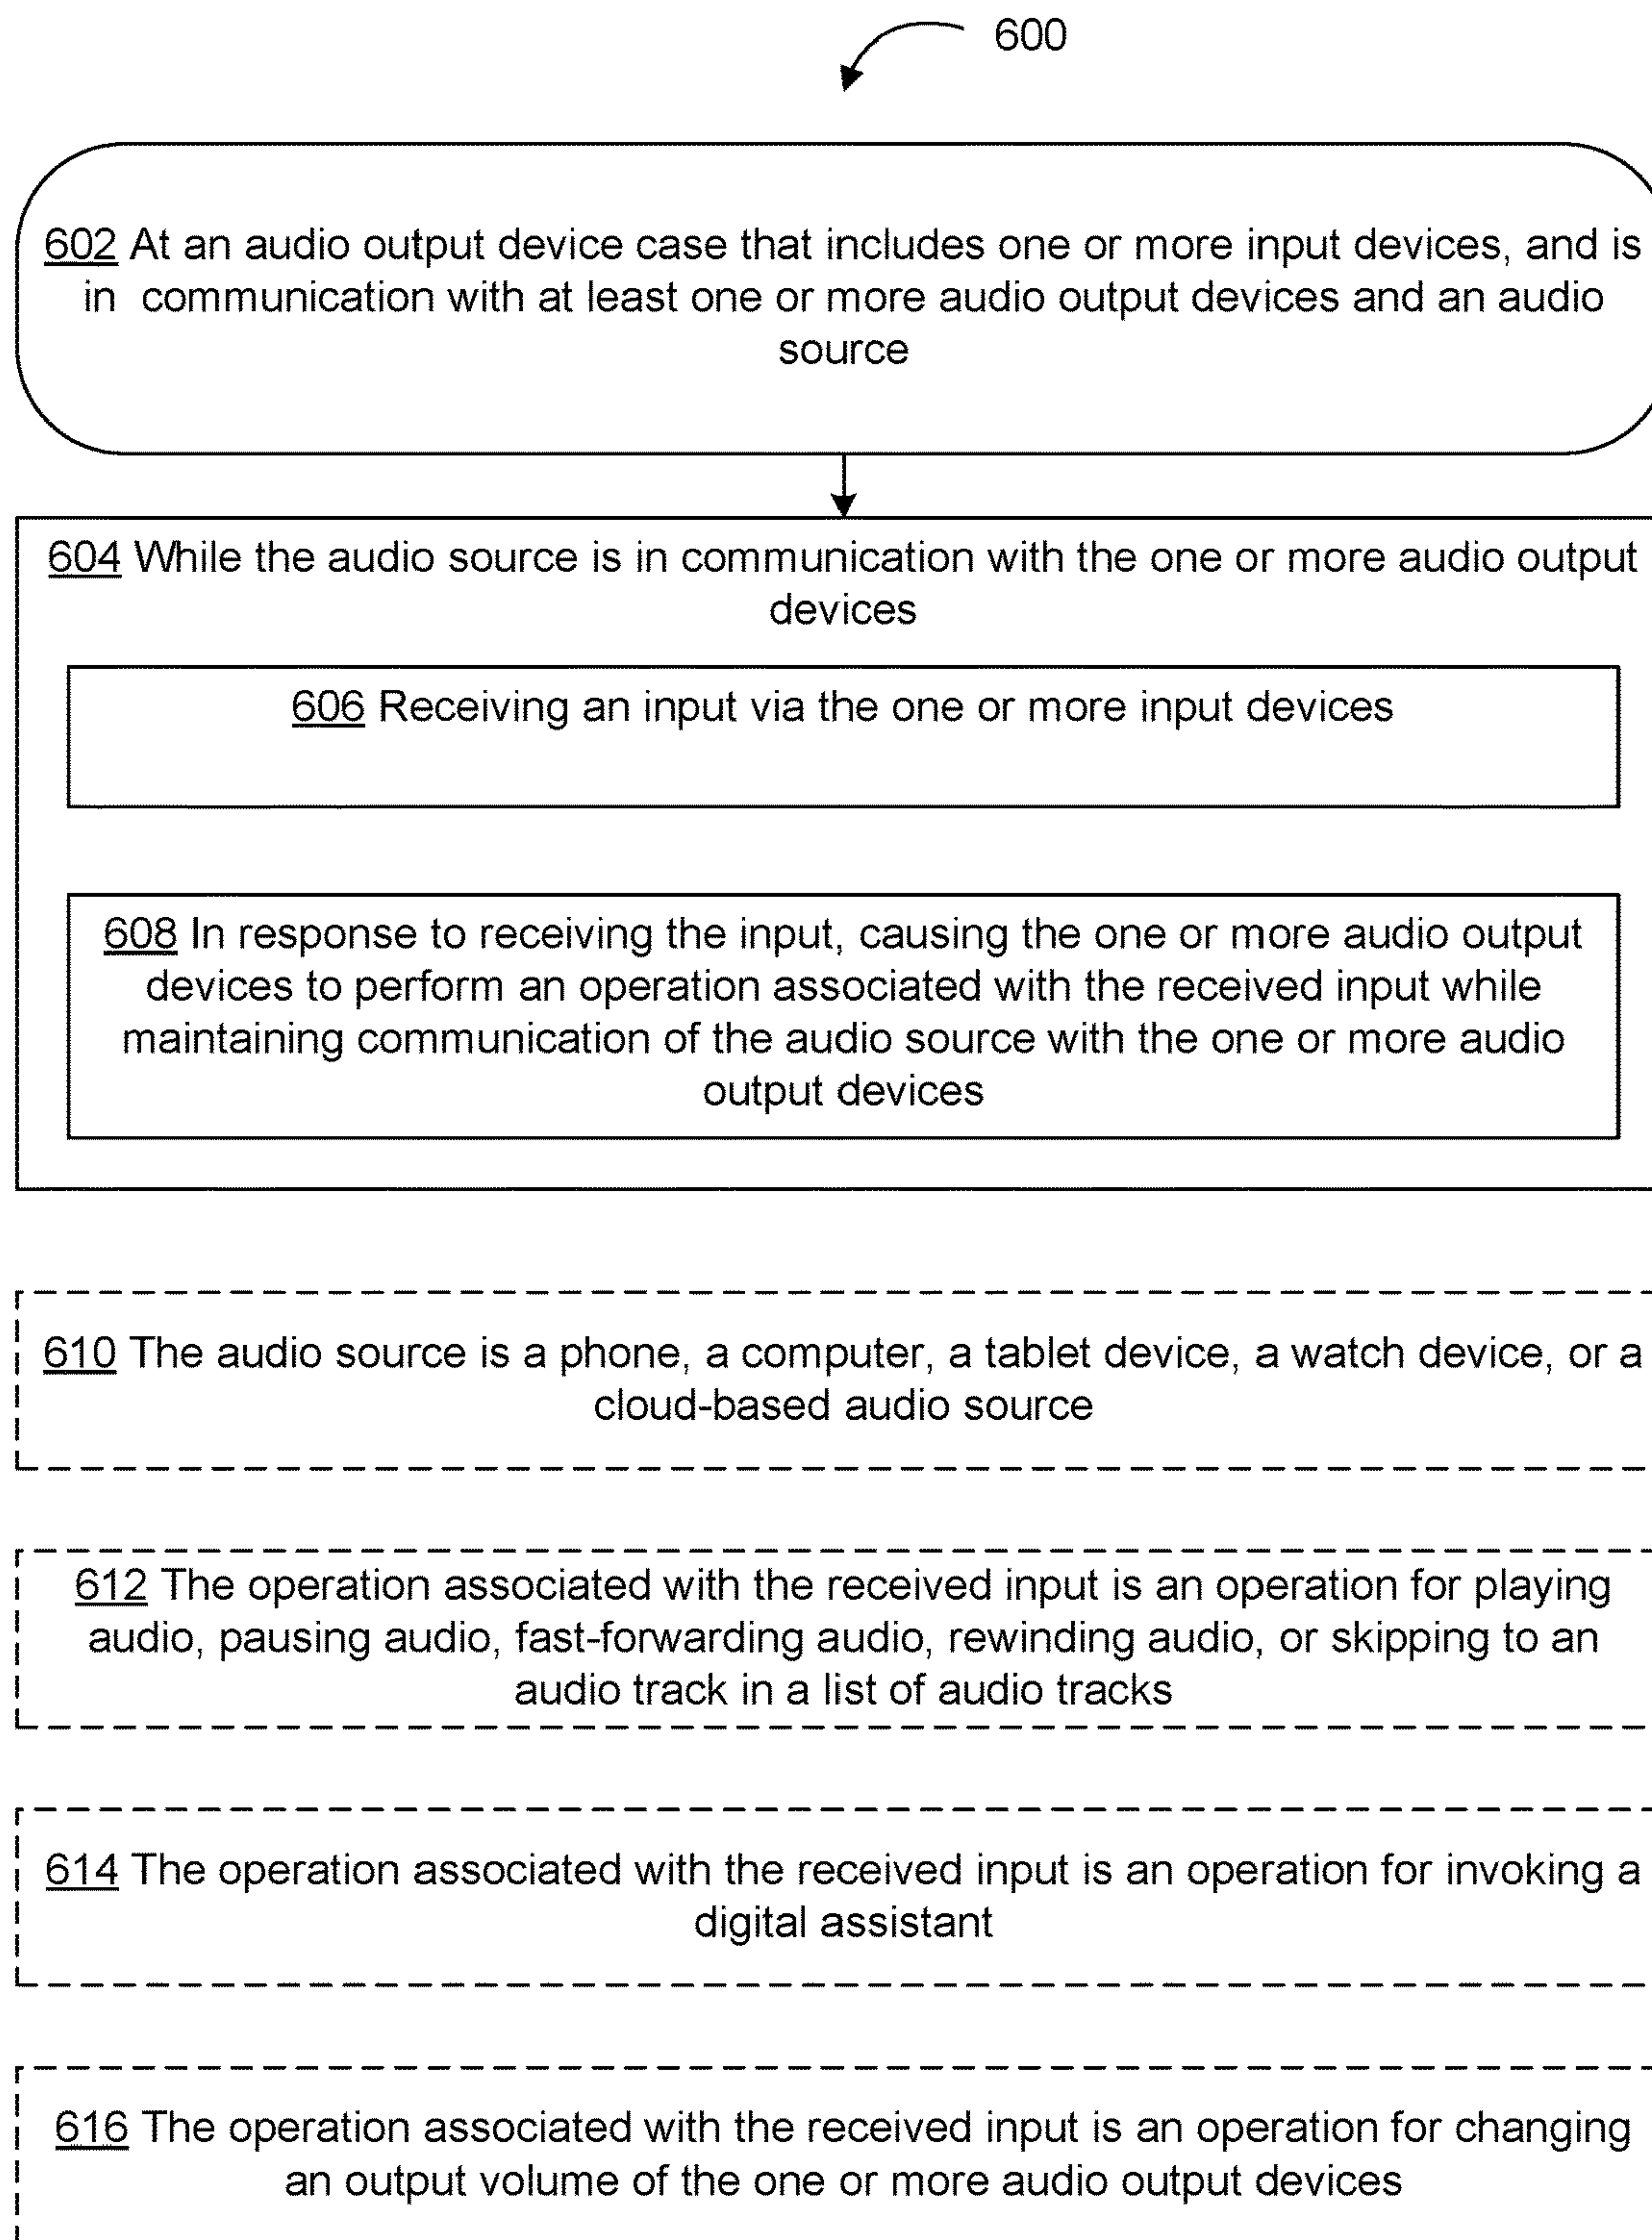 600
602 At an audio output device case that includes one or more input devices, and is
in communication with at least one or more audio output devices and an audio
source
604 While the audio source is in communication with the one or more audio output
devices
606 Receiving an input via the one or more input devices
608 In response to receiving the input, causing the one or more audio output
devices to perform an operation associated with the received input while
maintaining communication of the audio source with the one or more audio
output devices
610 The audio source is a phone, a computer, a tablet device, a watch device, or a
cloud-based audio source
612 The operation associated with the received input is an operation for playing
audio, pausing audio, fast-forwarding audio, rewinding audio, or skipping to an
audio track in a list of audio tracks
614 The operation associated with the received input is an operation for invoking a
digital assistant
616 The operation associated with the received input is an operation for changing
an output volume of the one or more audio output devices